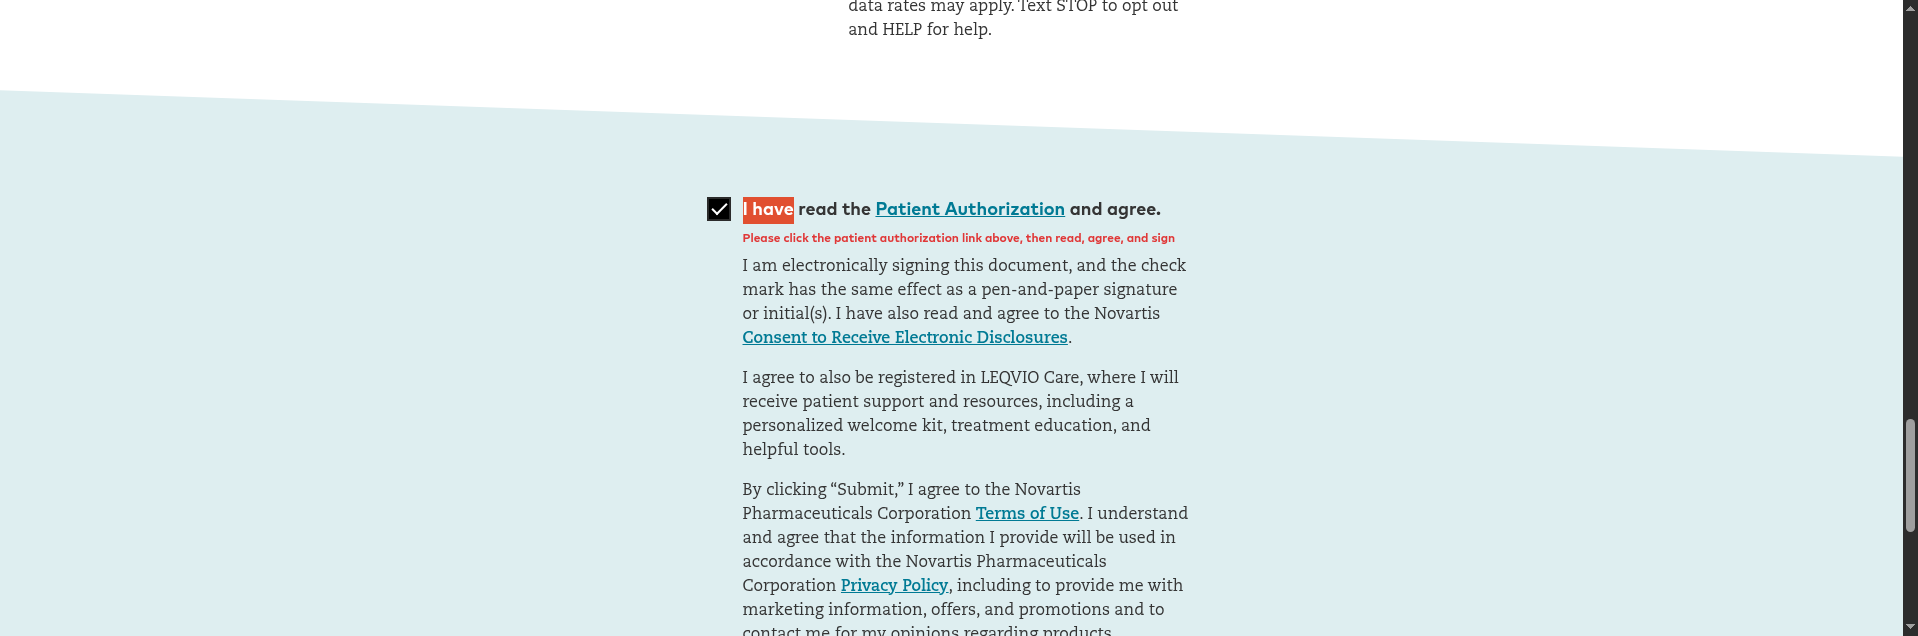 data rates may apply. Text STOP to opt out
and HELP for help.
I have read the Patient Authorization and agree.
Please click the patient authorization link above, then read, agree, and sign
I am electronically signing this document, and the check
mark has the same effect as a pen-and-paper signature
or initial(s). I have also read and agree to the Novartis
Consent to Receive Electronic Disclosures.
I agree to also be registered in LEQVIO Care, where I will
receive patient support and resources, including a
personalized welcome kit, treatment education, and
helpful tools.
By clicking “Submit,” I agree to the Novartis
Pharmaceuticals Corporation Terms of Use. I understand
and agree that the information I provide will be used in
accordance with the Novartis Pharmaceuticals
Corporation Privacy Policy, including to provide me with
marketing information, offers, and promotions and to
contact me for my opinions regarding products